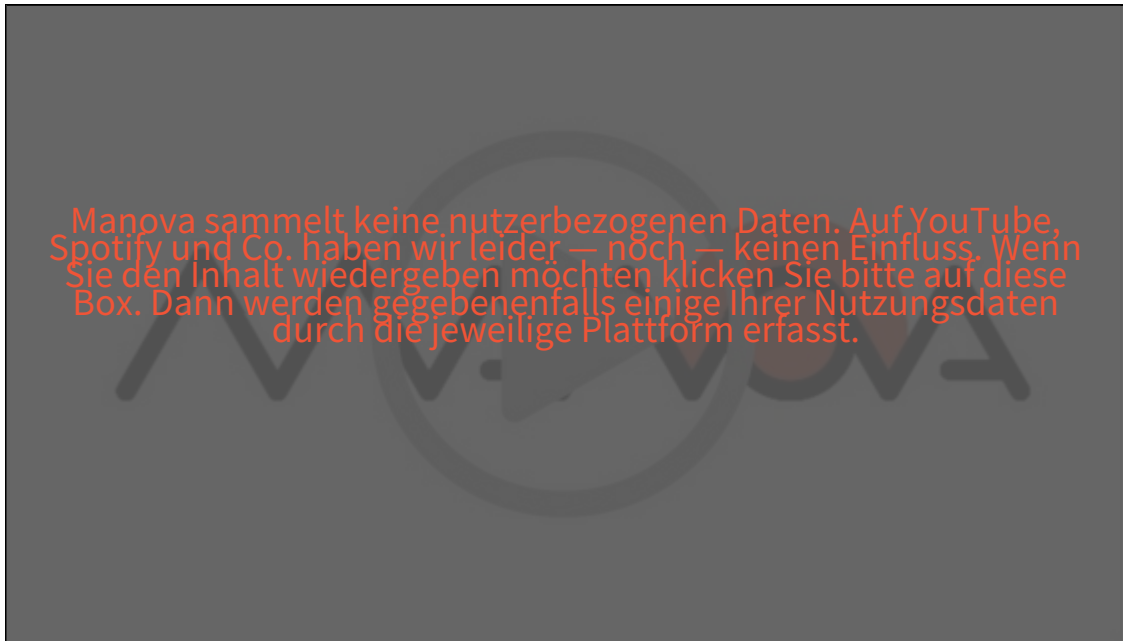 Manova sammelt keine nutzerbezogenen Daten. Auf YouTube,
Spotify und Co. haben wir leider — noch — keinen Einfluss. Wenn
Sie den Inhalt wiedergeben möchten klicken Sie bitte auf diese
Box. Dann werden gegebenenfalls einige Ihrer Nutzungsdaten
durch die jeweilige Plattform erfasst.
MANOVA